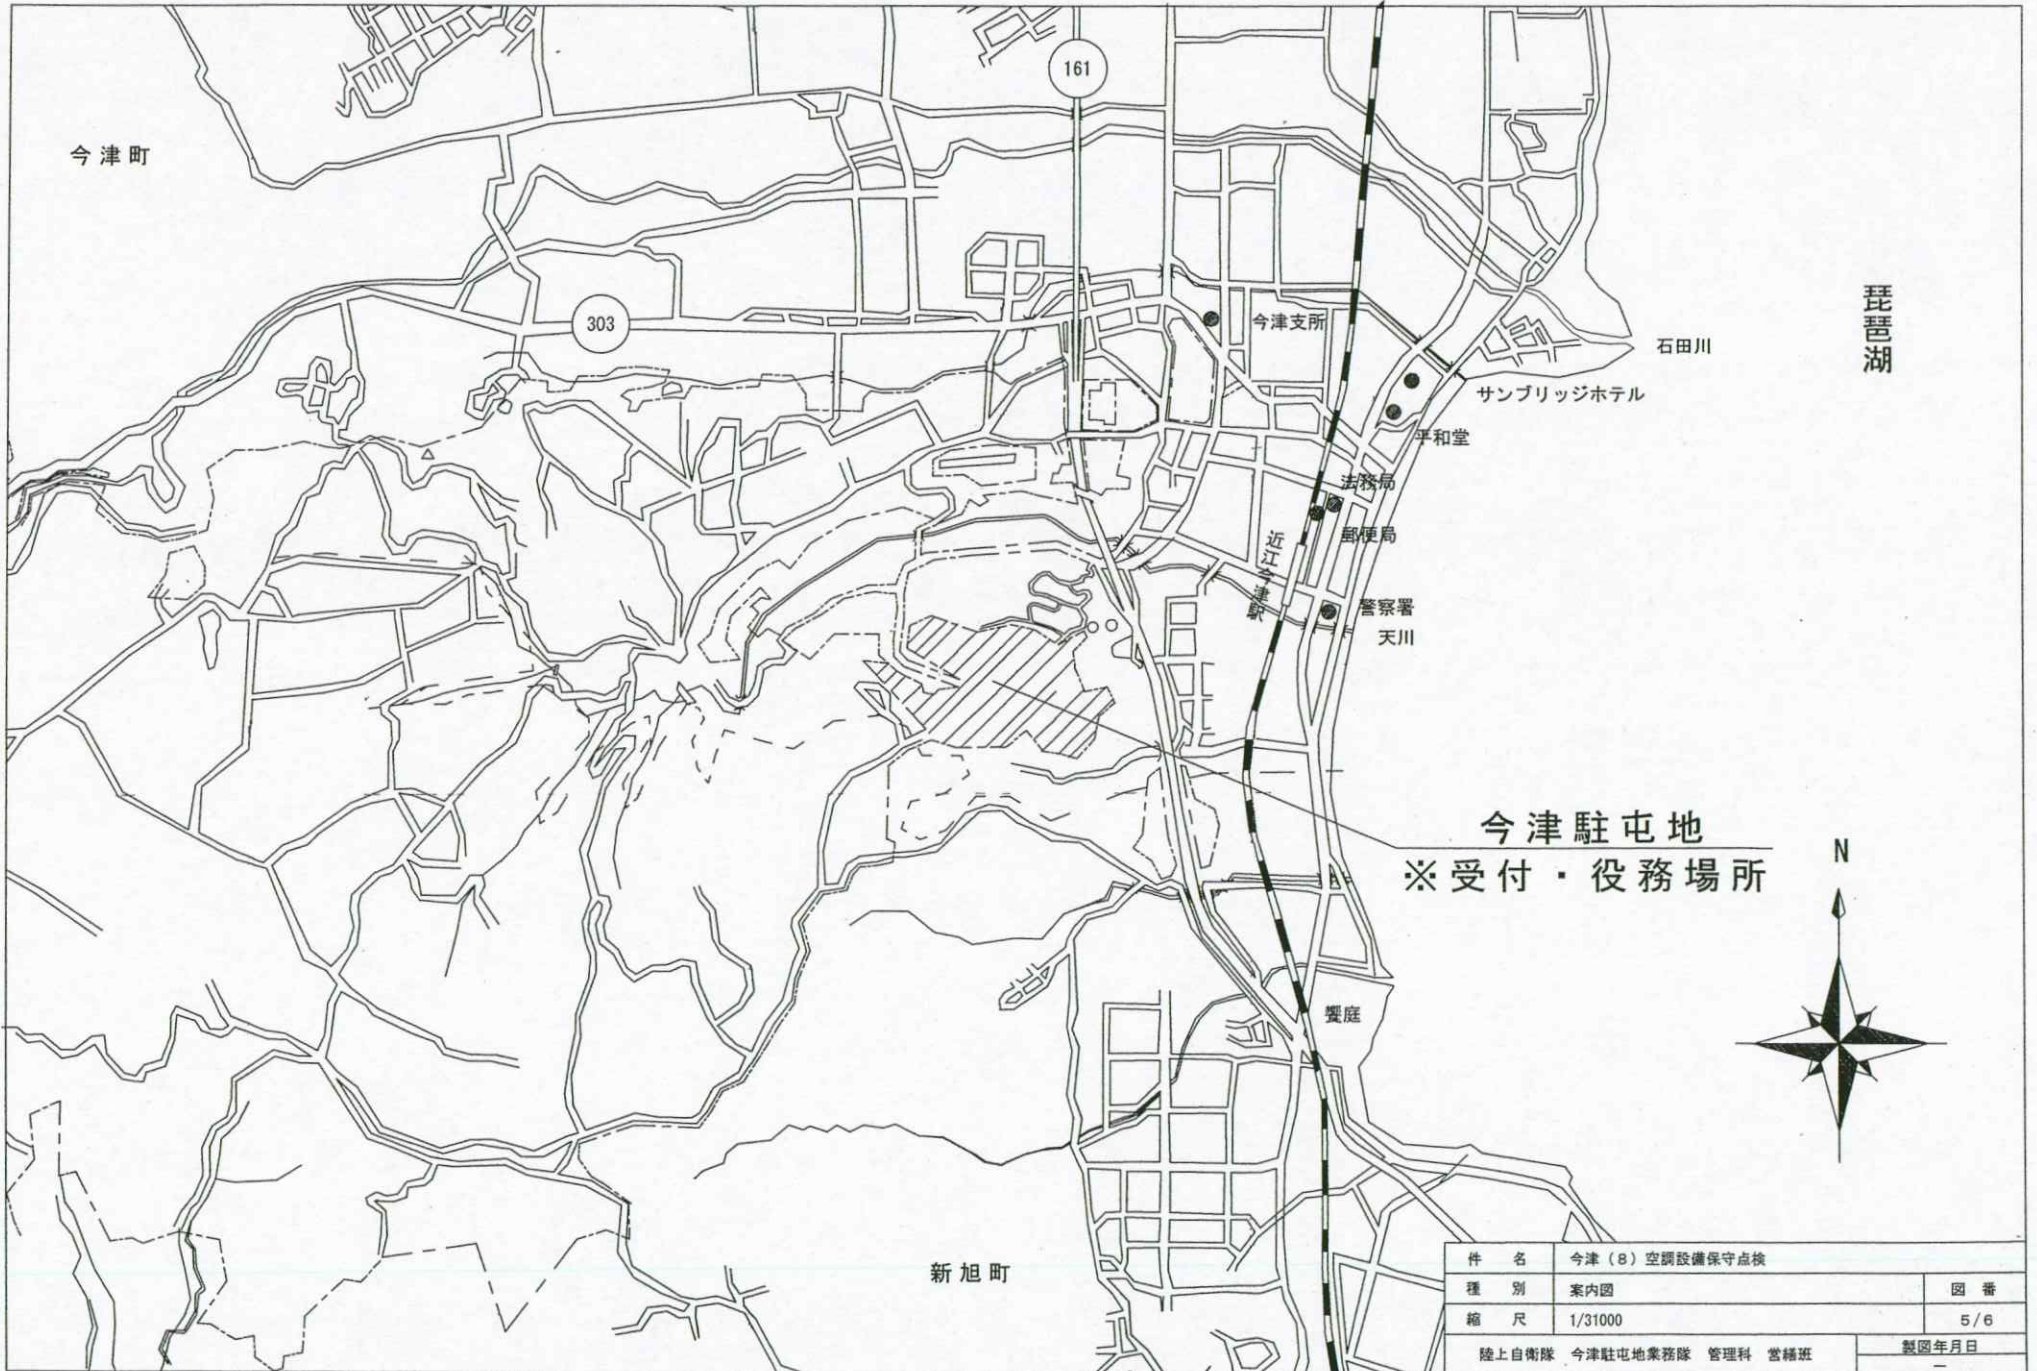 161
今津町
303
今津支所
琵琶湖
石田川
サンブリッジホテル
平和堂
法務局
郵便局
近江今津駅
警察署
天川
今津駐屯地
※受付・役務場所
N
饗庭
新旭町
件名 今津（8）空調設備保守点検
種別 案内図 図番
縮尺 1/31000 5/6
陸上自衛隊 今津駐屯地業務隊 管理科 営繕班 製図年月日
－